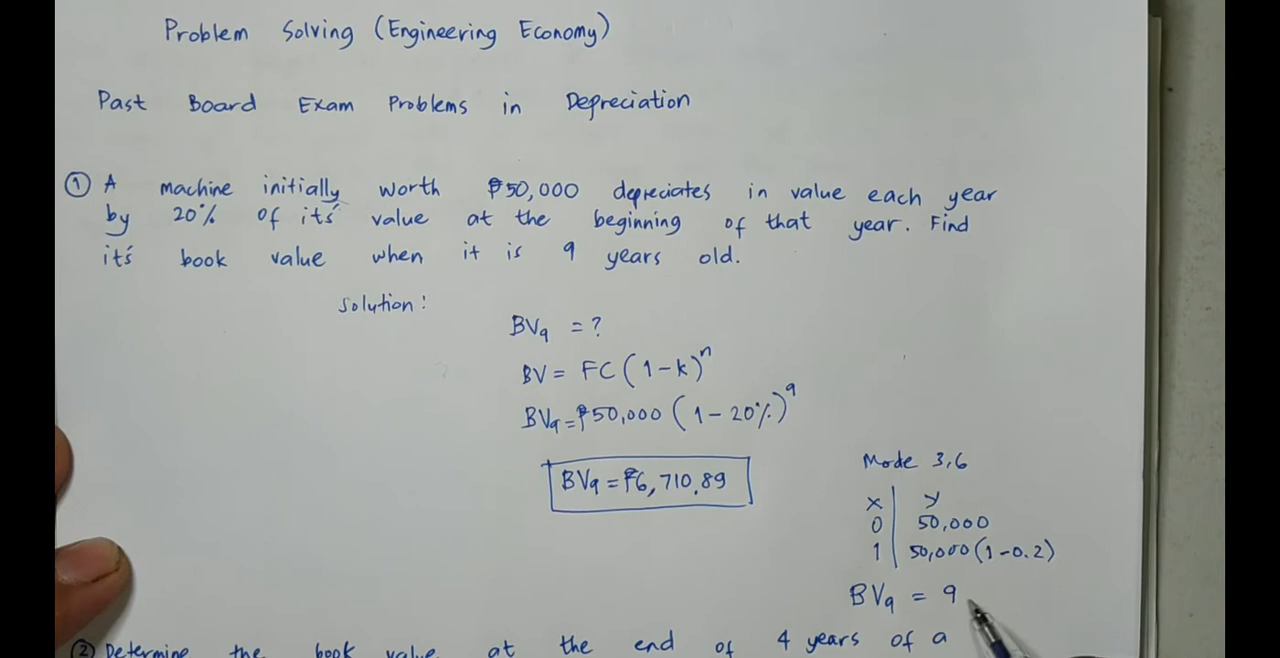 Problem Solving (Engineering Economy)
Past Board Exam Problems in Depreciation
① A machine initially worth ₱50,000 depreciates in value each year
by 20% of it's value at the beginning of that year. Find
it's book value when it is 9 years old.
Solution:
BV₉ = ?
BV = FC(1-k)ⁿ
BV₉ = ₱50,000 (1-20%)⁹
BV₉ = ₱6,710.89
Mode 3,6
x | y
0 | 50,000
1 | 50,000(1-0.2)
BV₉ = 9
② Determine the book value at the end of 4 years of a